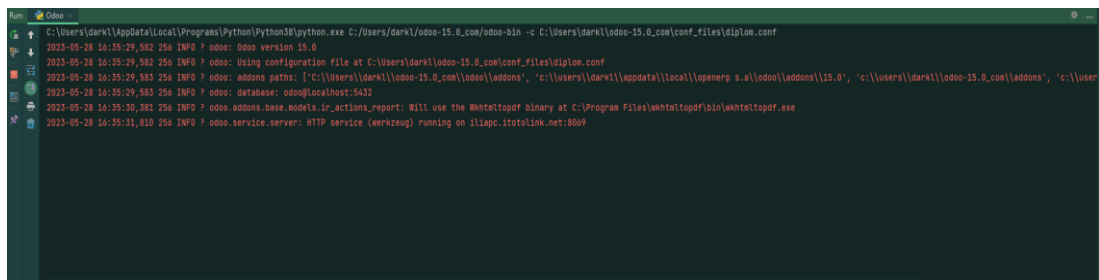 Run: Odoo
C:\Users\darkl\AppData\Local\Programs\Python\Python38\python.exe C:/Users/darkl/odoo-15.0_com/odoo-bin -c C:\Users\darkl\odoo-15.0_com\conf_files\diplom.conf
2023-05-28 16:35:29,582 256 INFO ? odoo: Odoo version 15.0
2023-05-28 16:35:29,582 256 INFO ? odoo: Using configuration file at C:\Users\darkl\odoo-15.0_com\conf_files\diplom.conf
2023-05-28 16:35:29,583 256 INFO ? odoo: addons paths: ['C:\\Users\\darkl\\odoo-15.0_com\\odoo\\addons', 'c:\\users\\darkl\\appdata\\local\\openerp s.a\\odoo\\addons\\15.0', 'c:\\users\\darkl\\odoo-15.0_com\\addons', 'c:\\user
2023-05-28 16:35:29,583 256 INFO ? odoo: database: odoo@localhost:5432
2023-05-28 16:35:30,381 256 INFO ? odoo.addons.base.models.ir_actions_report: Will use the Wkhtmltopdf binary at C:\Program Files\wkhtmltopdf\bin\wkhtmltopdf.exe
2023-05-28 16:35:31,810 256 INFO ? odoo.service.server: HTTP service (werkzeug) running on iliapc.itotolink.net:8069